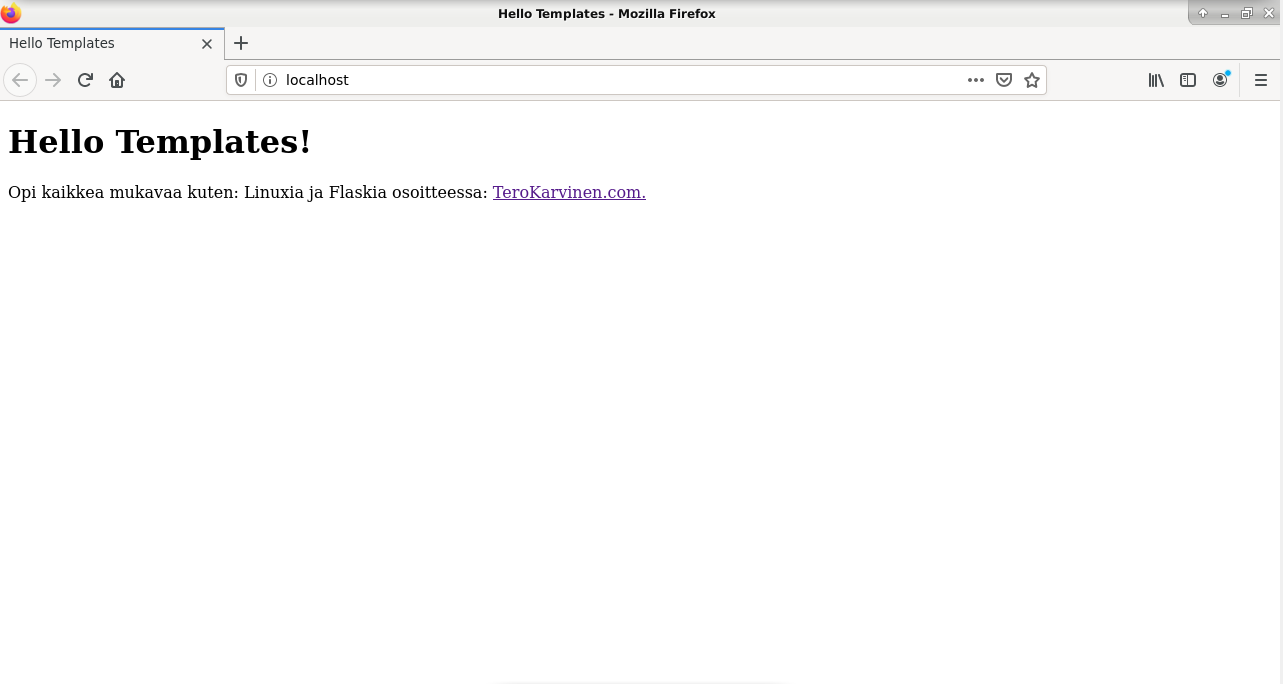 Hello Templates - Mozilla Firefox
Hello Templates
localhost
Hello Templates!
Opi kaikkea mukavaa kuten: Linuxia ja Flaskia osoitteessa: TeroKarvinen.com.